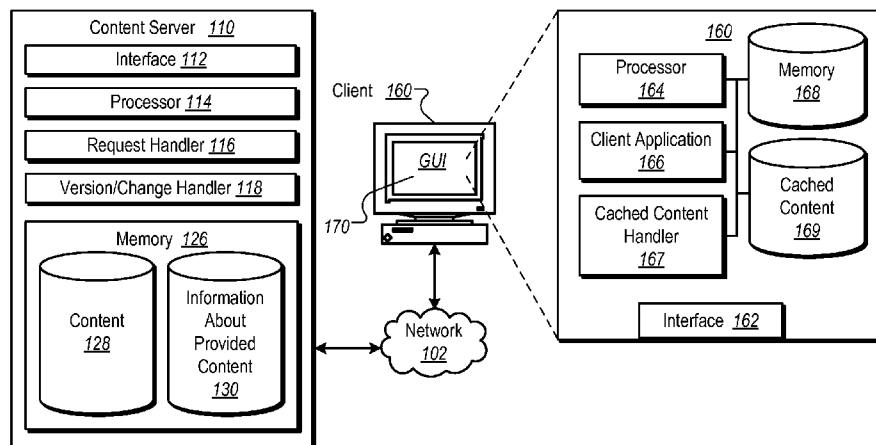 Content Server 110
Interface 112
Processor 114
Request Handler 116
Version/Change Handler 118
Memory 126
Content
128
Information
About
Provided
Content
130
Client 160
GUI
170
Network
102
160
Processor
164
Memory
168
Client Application
166
Cached Content
Handler
167
Cached
Content
169
Interface 162